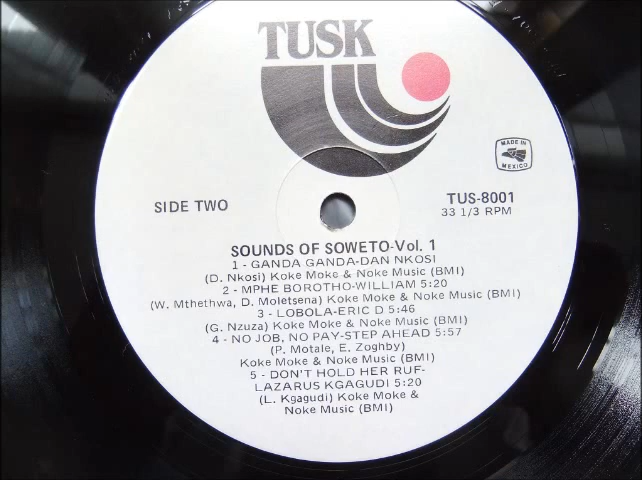 TUSK
MADE IN
MEXICO
SIDE TWO
TUS-8001
33 1/3 RPM
SOUNDS OF SOWETO-Vol. 1
1 - GANDA GANDA-DAN NKOSI
(D. Nkosi) Koke Moke & Noke Music (BMI)
2 - MPHE BOROTHO-WILLIAM 5:20
(W. Mthethwa, D. Moletsena) Koke Moke & Noke Music (BMI)
3 - LOBOLA-ERIC D 5:46
(G. Nzuza) Koke Moke & Noke Music (BMI)
4 - NO JOB, NO PAY-STEP AHEAD 5:57
(P. Motale, E. Zoghby)
Koke Moke & Noke Music (BMI)
5 - DON'T HOLD HER RUF-
LAZARUS KGAGUDI 5:20
(L. Kgagudi) Koke Moke &
Noke Music (BMI)